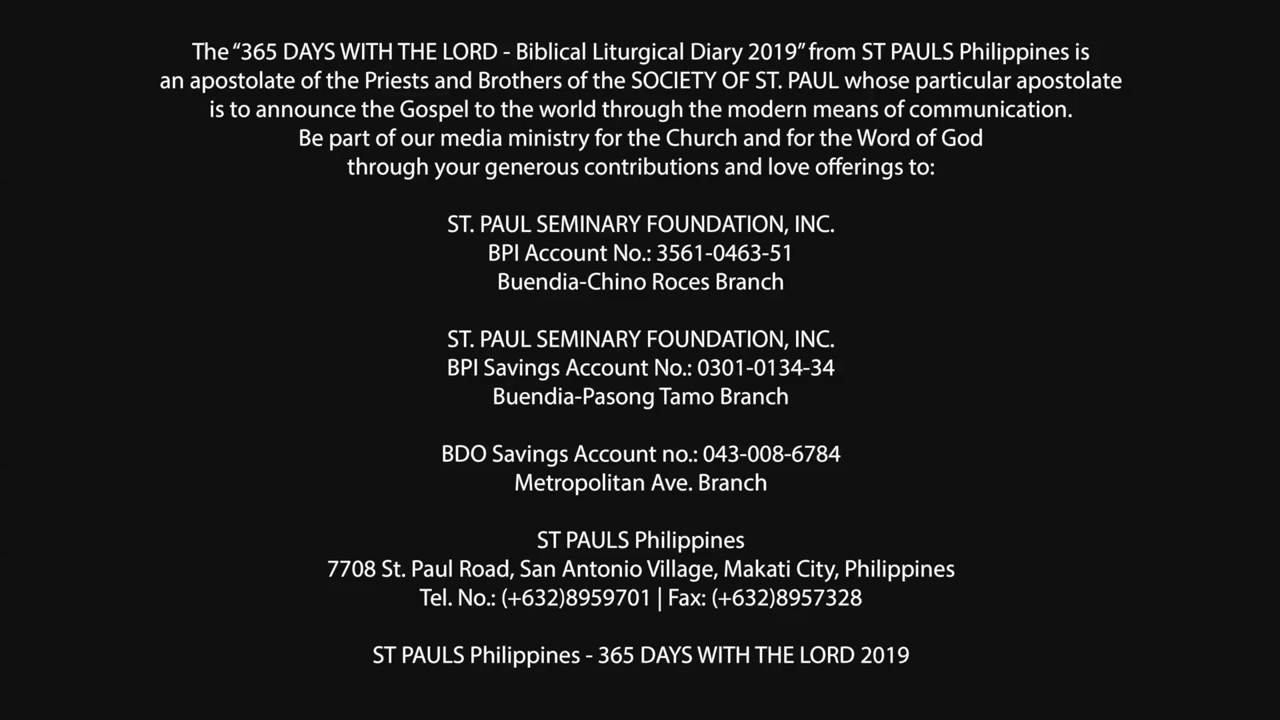 The “365 DAYS WITH THE LORD - Biblical Liturgical Diary 2019” from ST PAULS Philippines is
an apostolate of the Priests and Brothers of the SOCIETY OF ST. PAUL whose particular apostolate
is to announce the Gospel to the world through the modern means of communication.
Be part of our media ministry for the Church and for the Word of God
through your generous contributions and love offerings to:
ST. PAUL SEMINARY FOUNDATION, INC.
BPI Account No.: 3561-0463-51
Buendia-Chino Roces Branch
ST. PAUL SEMINARY FOUNDATION, INC.
BPI Savings Account No.: 0301-0134-34
Buendia-Pasong Tamo Branch
BDO Savings Account no.: 043-008-6784
Metropolitan Ave. Branch
ST PAULS Philippines
7708 St. Paul Road, San Antonio Village, Makati City, Philippines
Tel. No.: (+632)8959701 | Fax: (+632)8957328
ST PAULS Philippines - 365 DAYS WITH THE LORD 2019